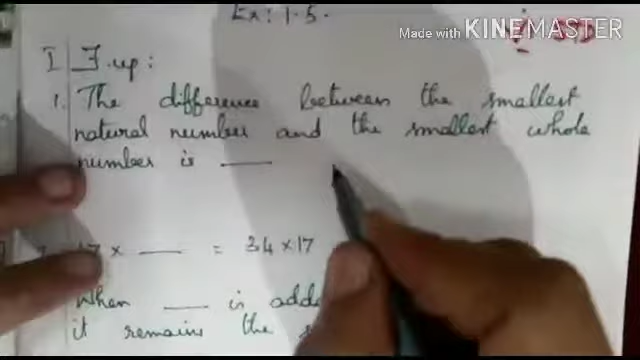 Ex: 1.5.
Made with KINEMASTER
I F. up:
1. The difference between the smallest
natural number and the smallest whole
number is ____
17 × ____ = 34 × 17
When ____ is
it remains the